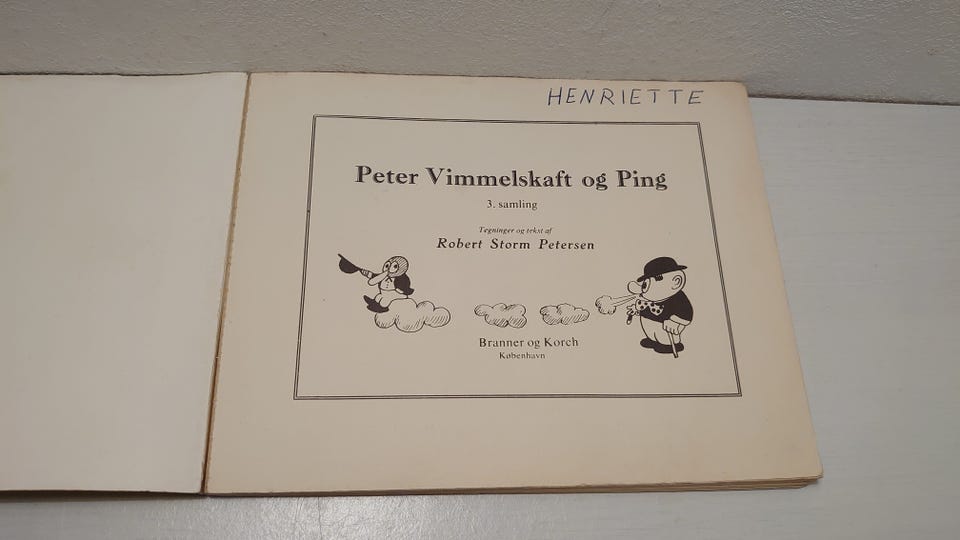 HENRIETTE
Peter Vimmelskaft og Ping
3. samling
Tegninger og tekst af
Robert Storm Petersen
Branner og Korch
København